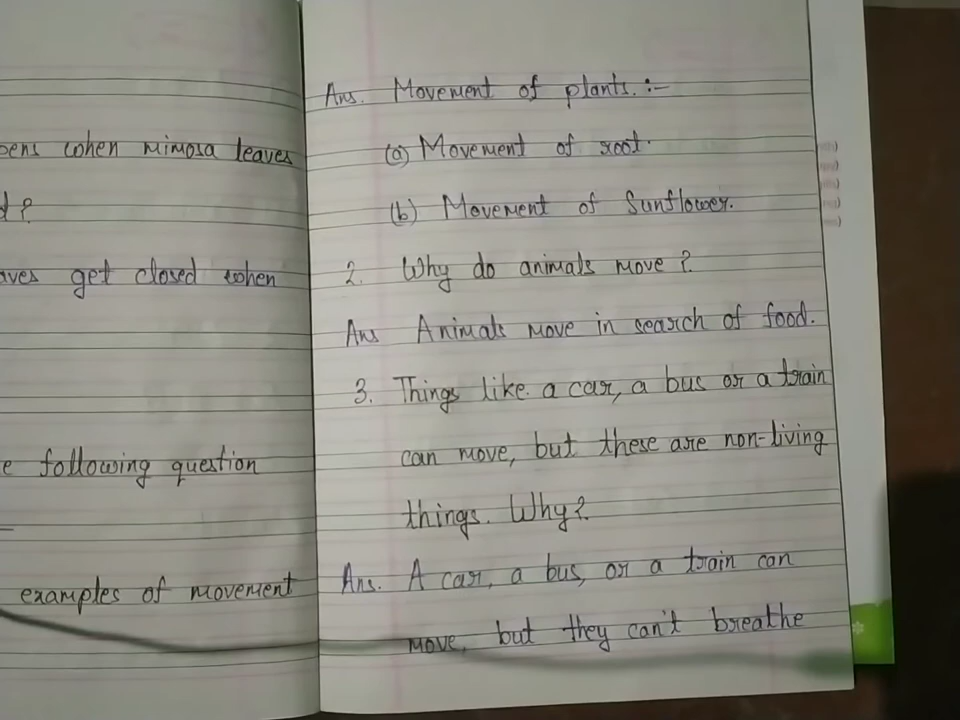 pens when mimosa leaves
d?
aves get closed when
e following question
examples of movement
Ans. Movement of plants. :-
(a) Movement of root.
(b) Movement of Sunflower.
2. Why do animals move?
Ans Animals move in search of food.
3. Things like a car, a bus or a train
can move, but these are non-living
things. Why?
Ans. A car, a bus, or a train can
move, but they can't breathe